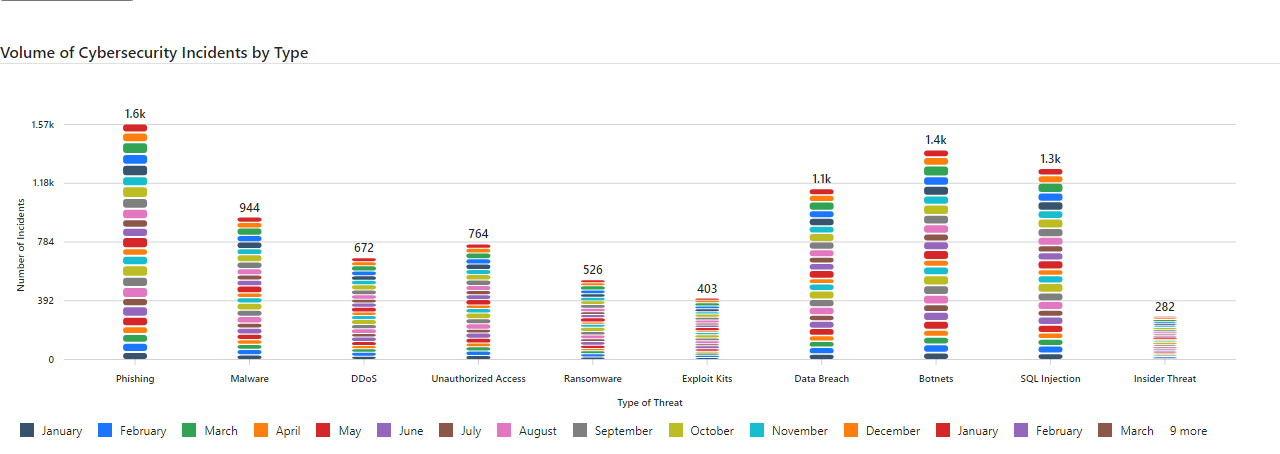 Volume of Cybersecurity Incidents by Type
1.6k
1.57k
1.4k
1.3k
1.1k
1.18k
944
764
784
672
526
403
392
282
0
Number of Incidents
Phishing Malware DDoS Unauthorized Access Ransomware Exploit Kits Data Breach Botnets SQL Injection Insider Threat
Type of Threat
January February March April May June July August September October November December January February March 9 more